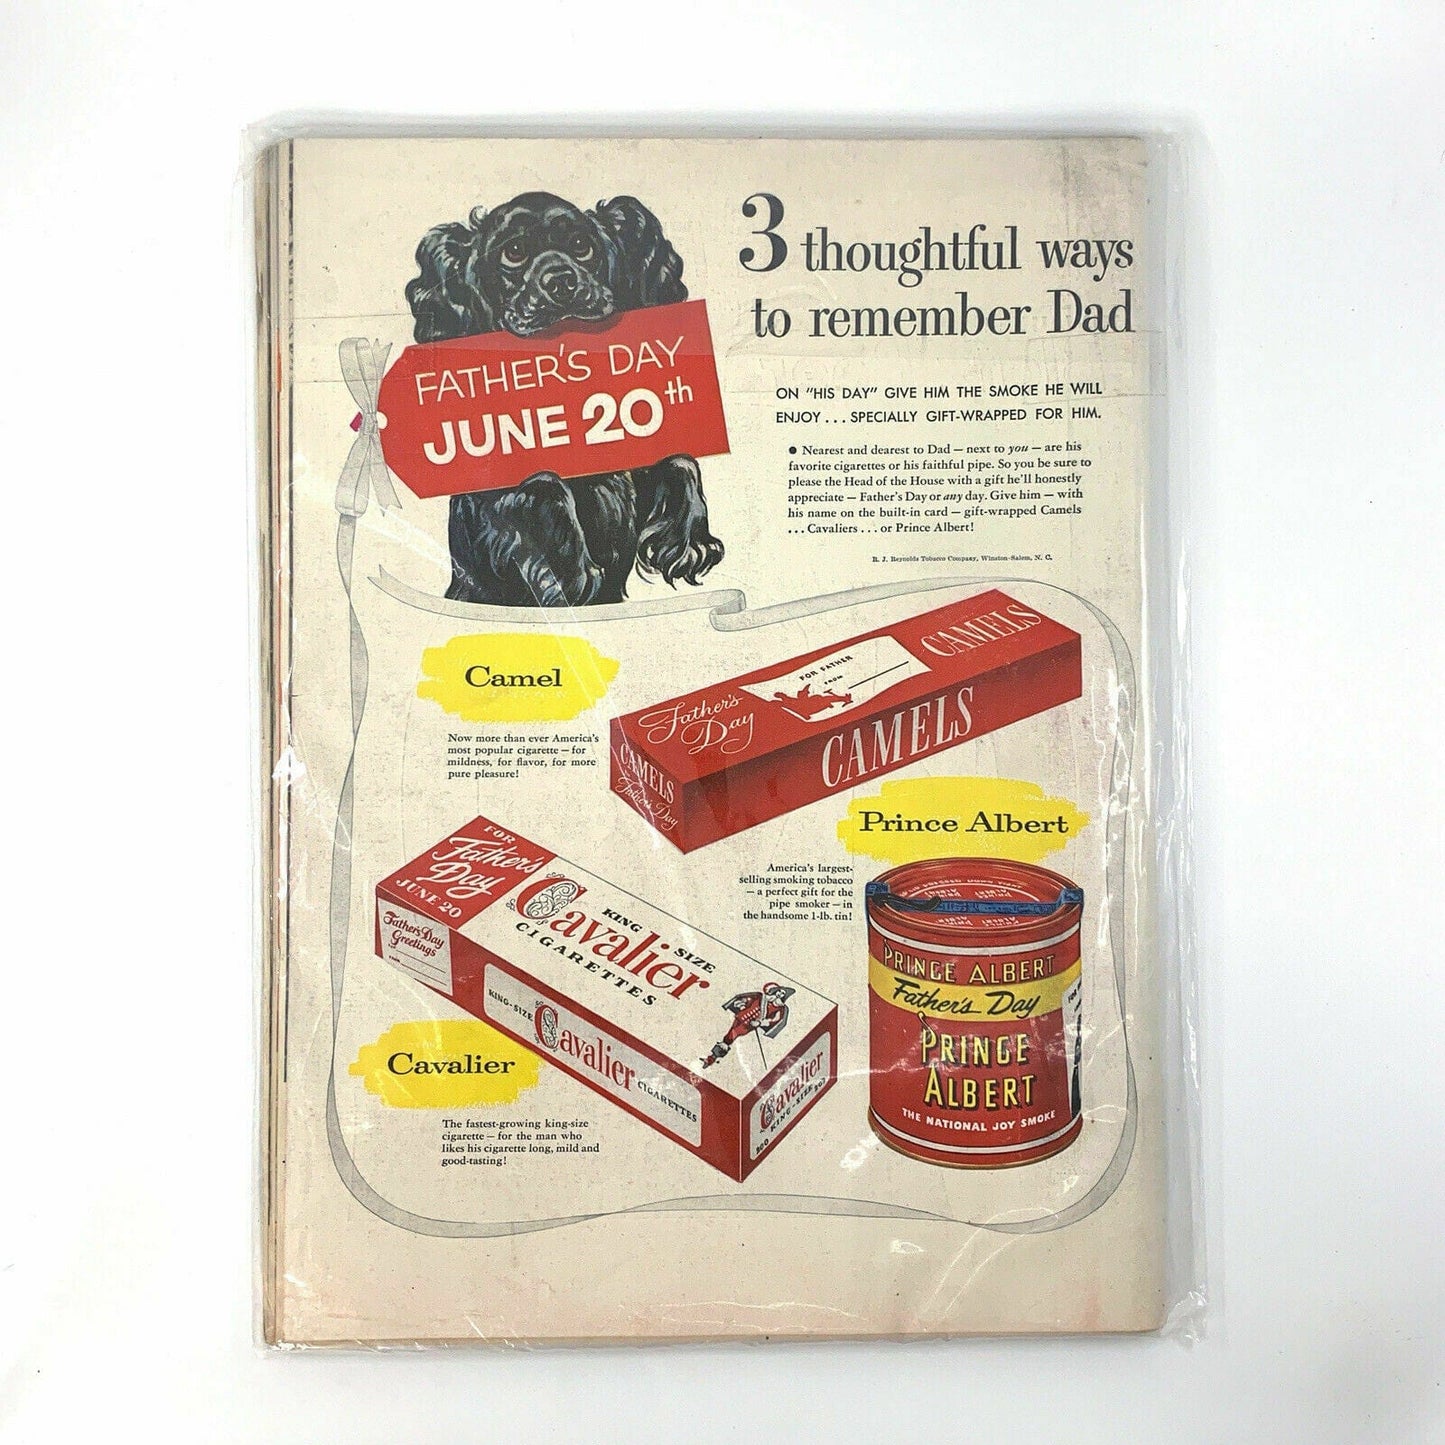 3 thoughtful ways
to remember Dad
FATHER'S DAY
JUNE 20th
ON "HIS DAY" GIVE HIM THE SMOKE HE WILL
ENJOY... SPECIALLY GIFT-WRAPPED FOR HIM.
● Nearest and dearest to Dad — next to you — are his
favorite cigarettes or his faithful pipe. So you be sure to
please the Head of the House with a gift he'll honestly
appreciate — Father's Day or any day. Give him — with
his name on the built-in card — gift-wrapped Camels
... Cavaliers ... or Prince Albert!
R. J. Reynolds Tobacco Company, Winston-Salem, N. C.
Camel
Now more than ever America's
most popular cigarette — for
mildness, for flavor, for more
pure pleasure!
Father's
Day
FOR FATHER
FROM
CAMELS
CAMELS
CAMELS
Father's Day
Prince Albert
America's largest-
selling smoking tobacco
— a perfect gift for the
pipe smoker — in
the handsome 1-lb. tin!
PRINCE ALBERT
Father's Day
PRINCE
ALBERT
THE NATIONAL JOY SMOKE
FOR
Father's
Day
JUNE 20
Father's Day
Greetings
FROM
KING SIZE
Cavalier
CIGARETTES
KING-SIZE Cavalier CIGARETTES
Cavalier
200 KING-SIZE 200
Cavalier
The fastest-growing king-size
cigarette — for the man who
likes his cigarette long, mild and
good-tasting!